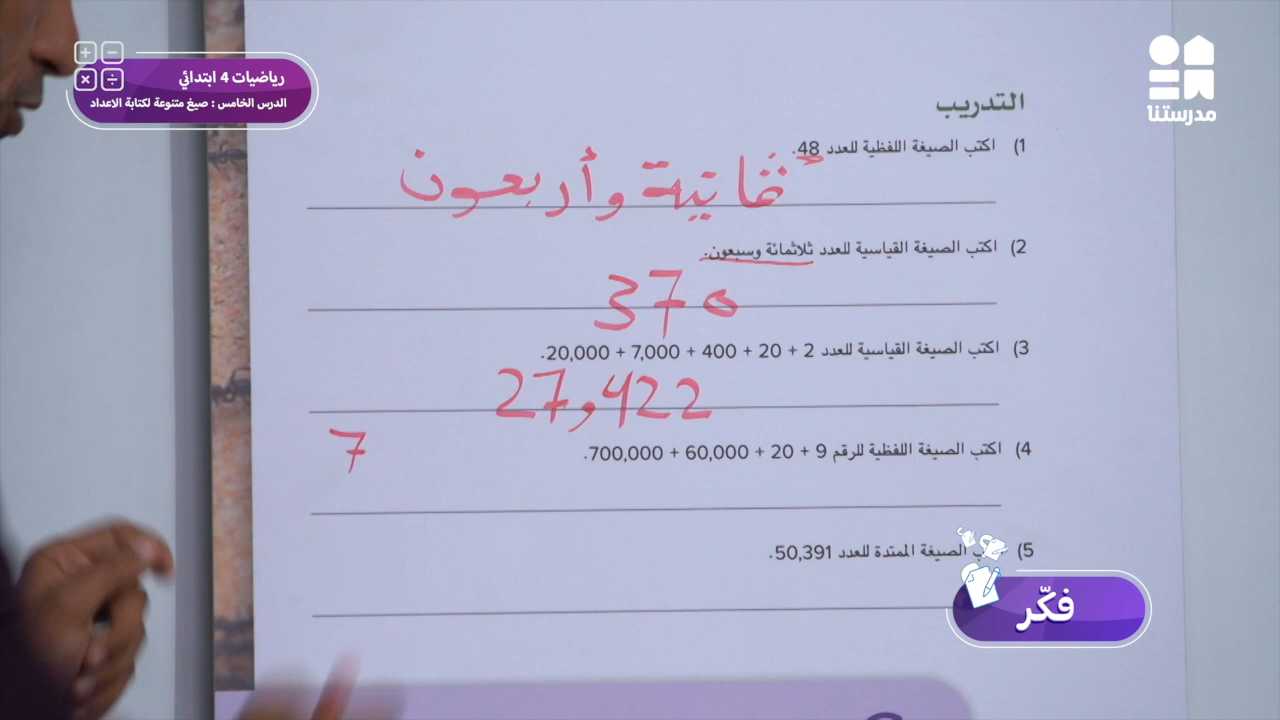 رياضيات 4 ابتدائي
الدرس الخامس : صيغ متنوعة لكتابة الاعداد
مدرستنا
التدريب
(1 اكتب الصيغة اللفظية للعدد 48.
ثمانية وأربعون
(2 اكتب الصيغة القياسية للعدد ثلاثمائة وسبعون.
370
(3 اكتب الصيغة القياسية للعدد 2 + 20 + 400 + 7,000 + 20,000.
27,422
(4 اكتب الصيغة اللفظية للرقم 9 + 20 + 60,000 + 700,000.
7
(5 الصيغة الممتدة للعدد 50,391.
فكّر